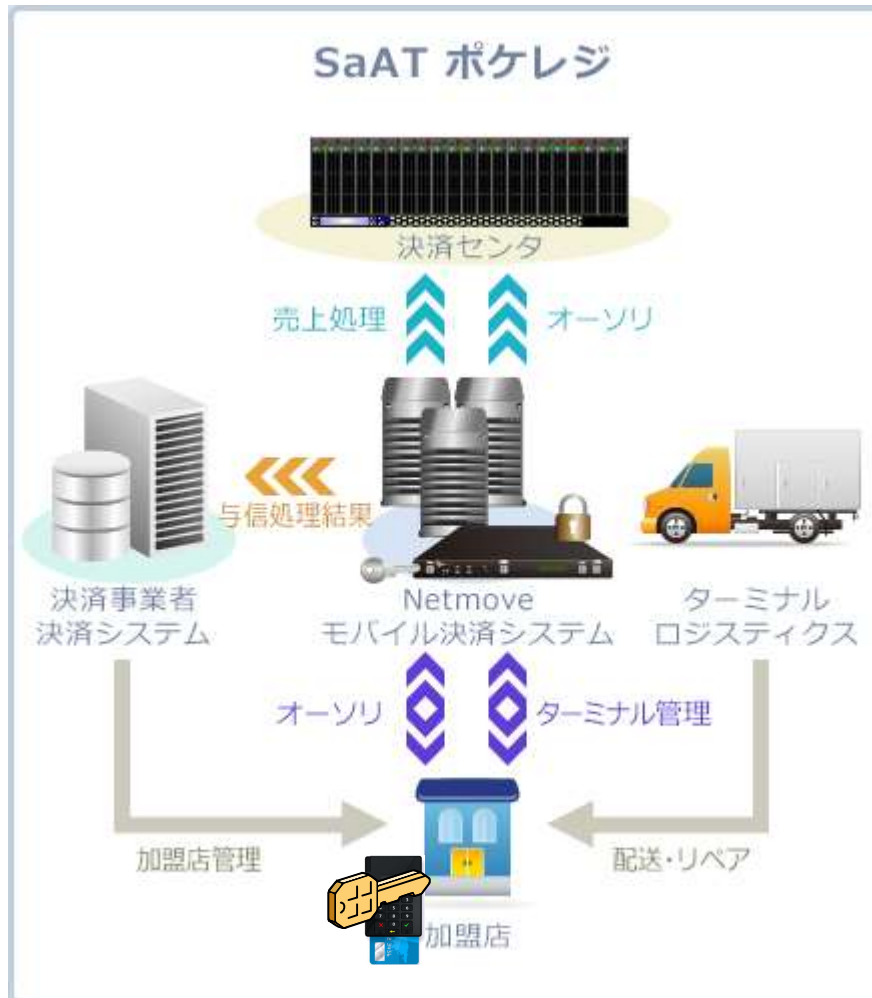 SaAT ポケレジ
決済センタ
売上処理
オーソリ
与信処理結果
決済事業者
決済システム
Netmove
モバイル決済システム
ターミナル
ロジスティクス
オーソリ
ターミナル管理
加盟店管理
配送・リペア
加盟店